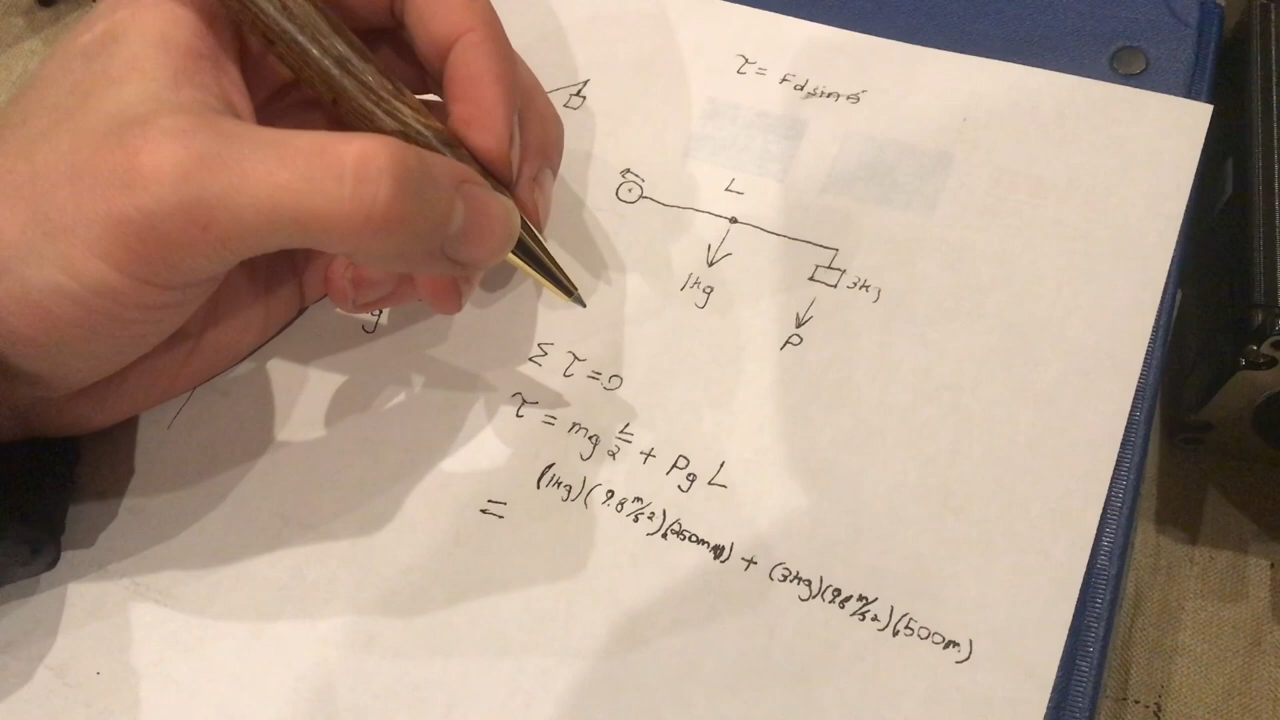 τ = Fd sin θ
L
1kg
3kg
P
g
Σ τ = 0
τ = mg L/2 + Pg L
= (1kg)(9.8 m/s²)(250mm) + (3kg)(9.8 m/s²)(500m)